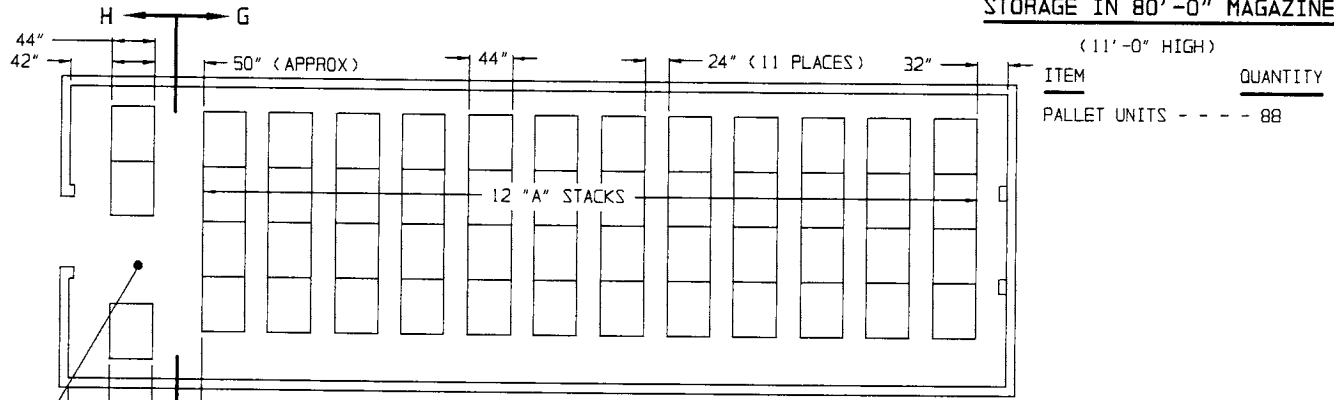 STORAGE IN 80'-0" MAGAZINE
(11'-0" HIGH)
ITEM QUANTITY
PALLET UNITS - - - - 88
H G
44"
42"
50" (APPROX)
44"
24" (11 PLACES)
32"
12 "A" STACKS